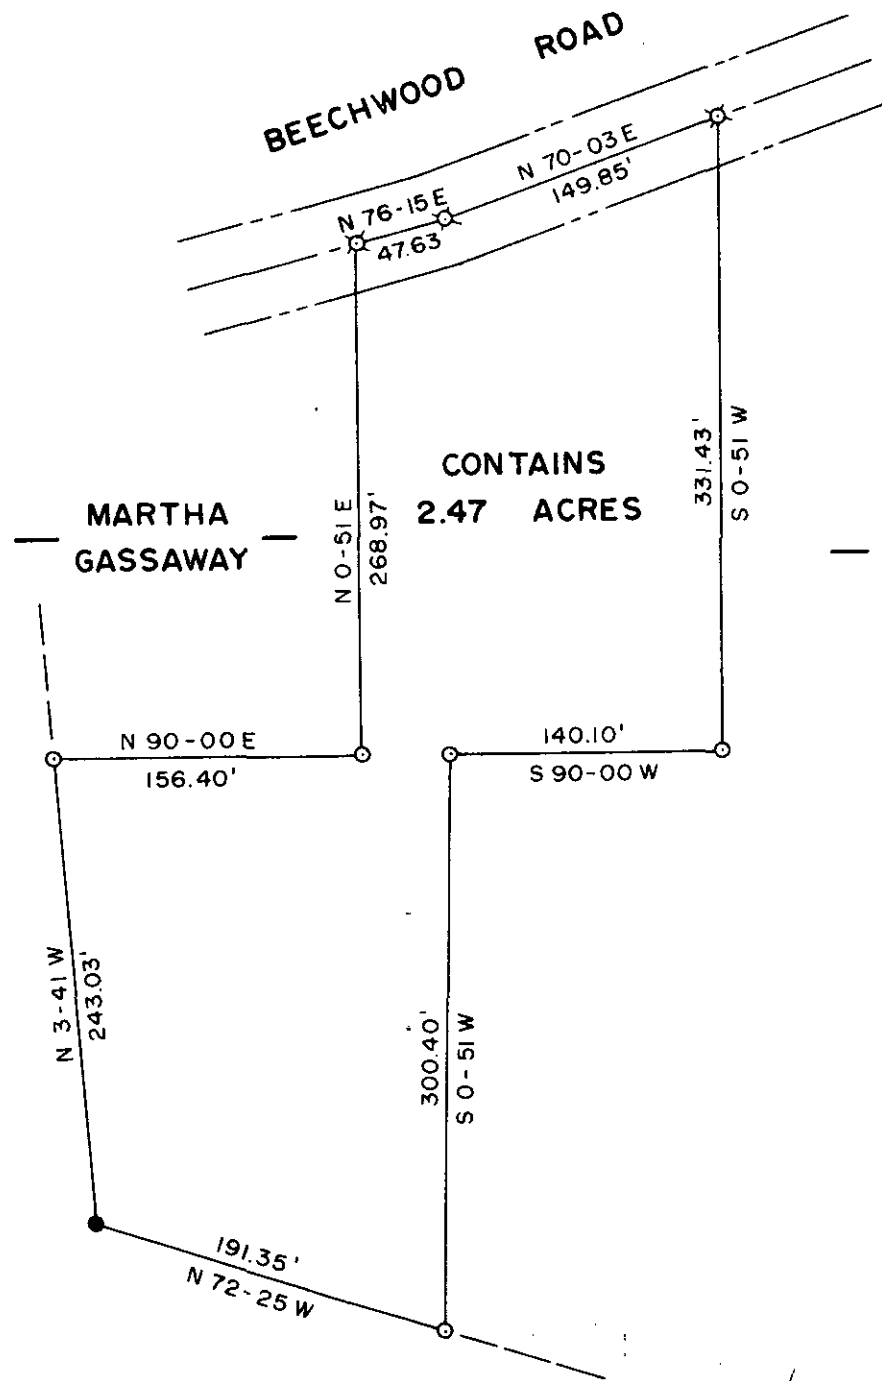 BEECHWOOD ROAD
N 70-03 E
149.85'
N 76-15 E
47.63
CONTAINS
2.47 ACRES
MARTHA
GASSAWAY
N 0-51 E
268.97'
331.43'
S 0-51 W
N 90-00 E
156.40'
140.10'
S 90-00 W
N 3-41 W
243.03'
300.40'
S 0-51 W
191.35'
N 72-25 W